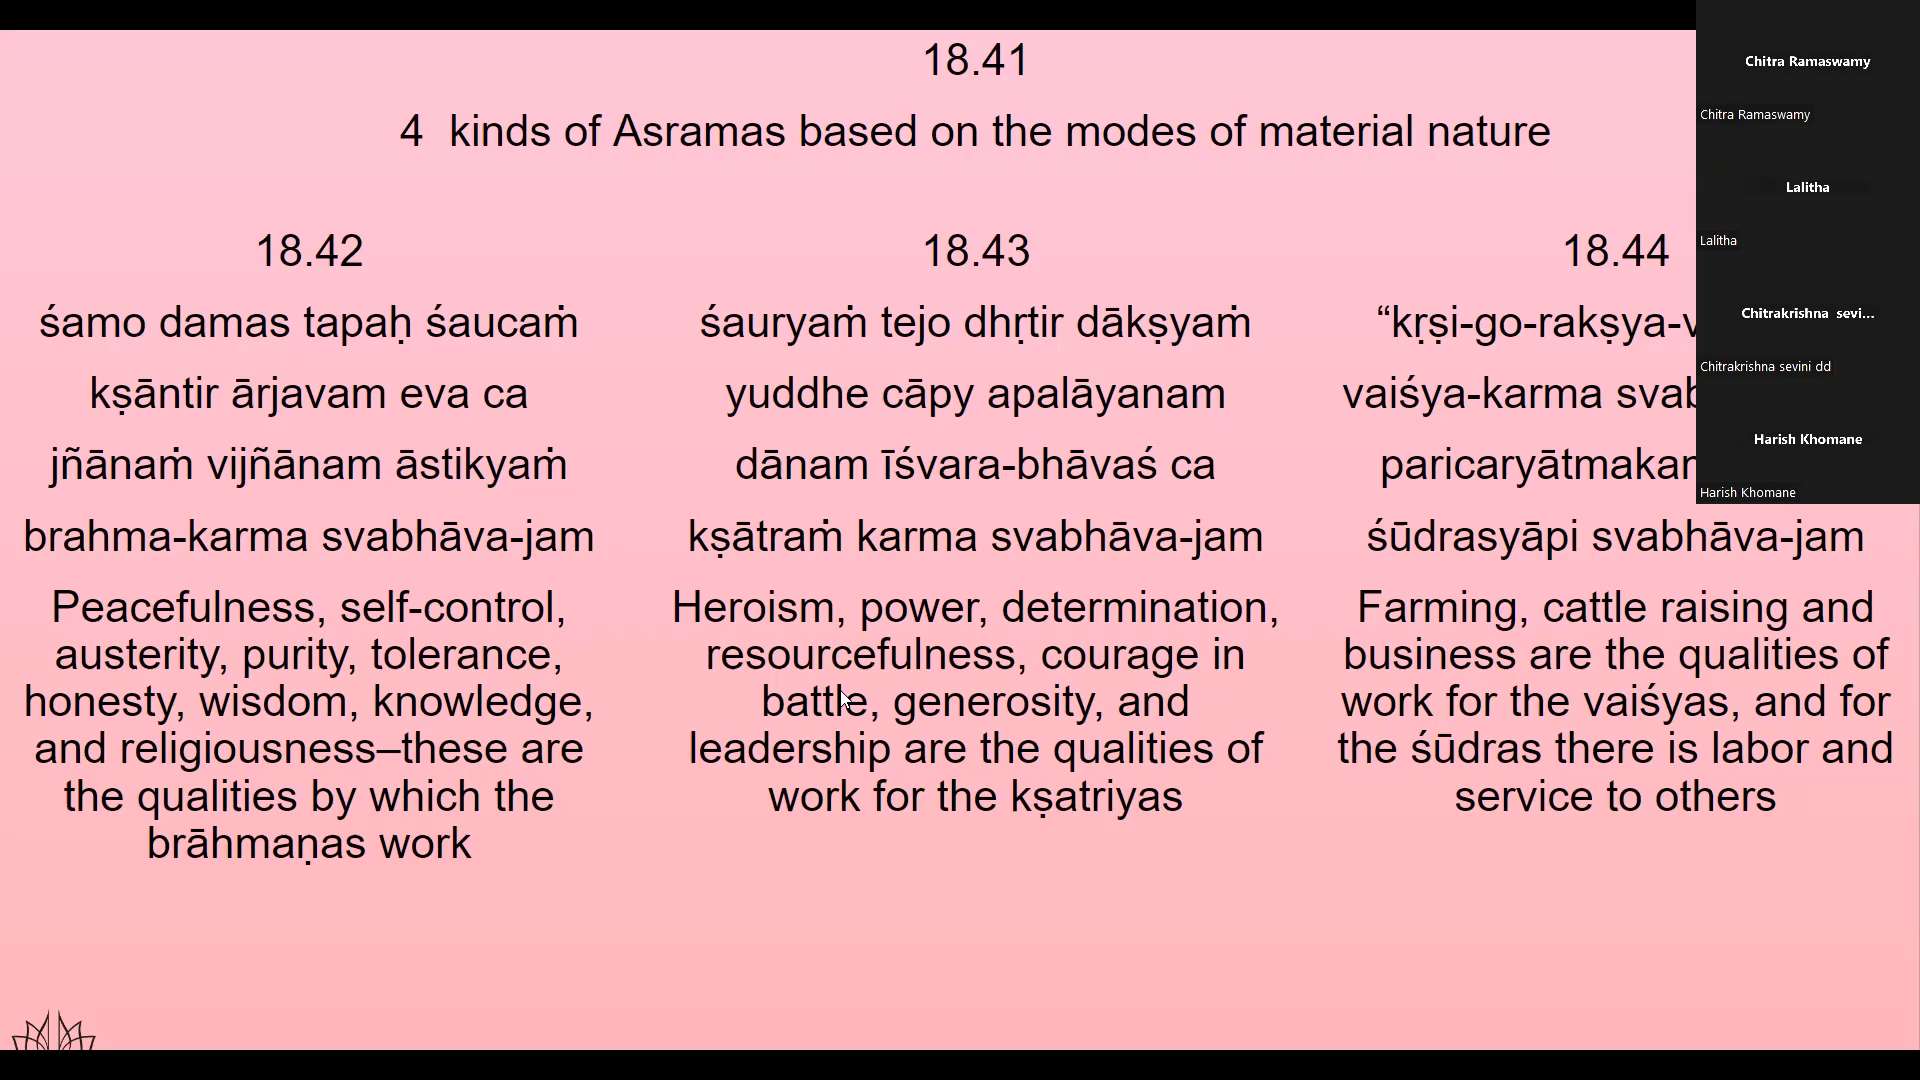 18.41
4 kinds of Asramas based on the modes of material nature
18.42
śamo damas tapaḥ śaucaṁ
kṣāntir ārjavam eva ca
jñānaṁ vijñānam āstikyaṁ
brahma-karma svabhāva-jam
Peacefulness, self-control,
austerity, purity, tolerance,
honesty, wisdom, knowledge,
and religiousness–these are
the qualities by which the
brāhmaṇas work
18.43
śauryaṁ tejo dhṛtir dākṣyaṁ
yuddhe cāpy apalāyanam
dānam īśvara-bhāvaś ca
kṣātraṁ karma svabhāva-jam
Heroism, power, determination,
resourcefulness, courage in
battle, generosity, and
leadership are the qualities of
work for the kṣatriyas
18.44
“kṛṣi-go-rakṣya-
vaiśya-karma
śūdrasyāpi svabhāva-jam
Farming, cattle raising and
business are the qualities of
work for the vaiśyas, and for
the śūdras there is labor and
service to others
Chitra Ramaswamy
Chitra Ramaswamy
Lalitha
Lalitha
Chitrakrishna sevi...
Chitrakrishna sevini dd
Harish Khomane
Harish Khomane